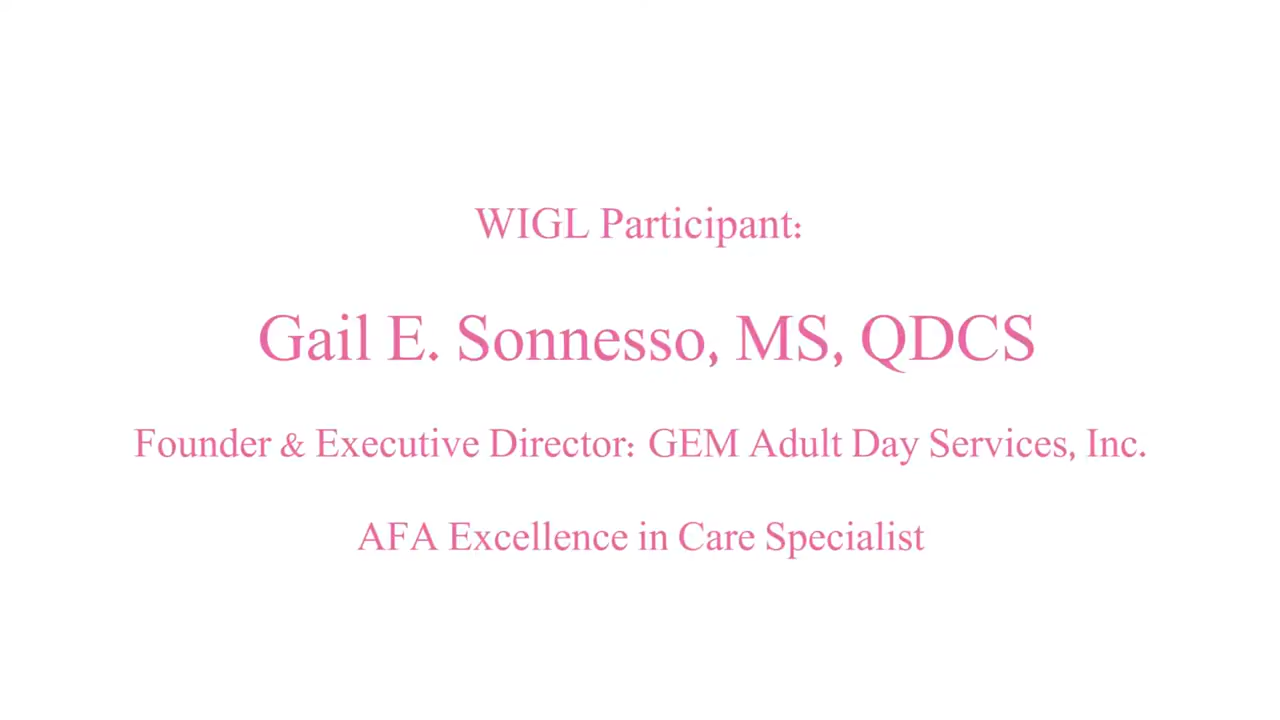 WIGL Participant:
Gail E. Sonnesso, MS, QDCS
Founder & Executive Director: GEM Adult Day Services, Inc.
AFA Excellence in Care Specialist